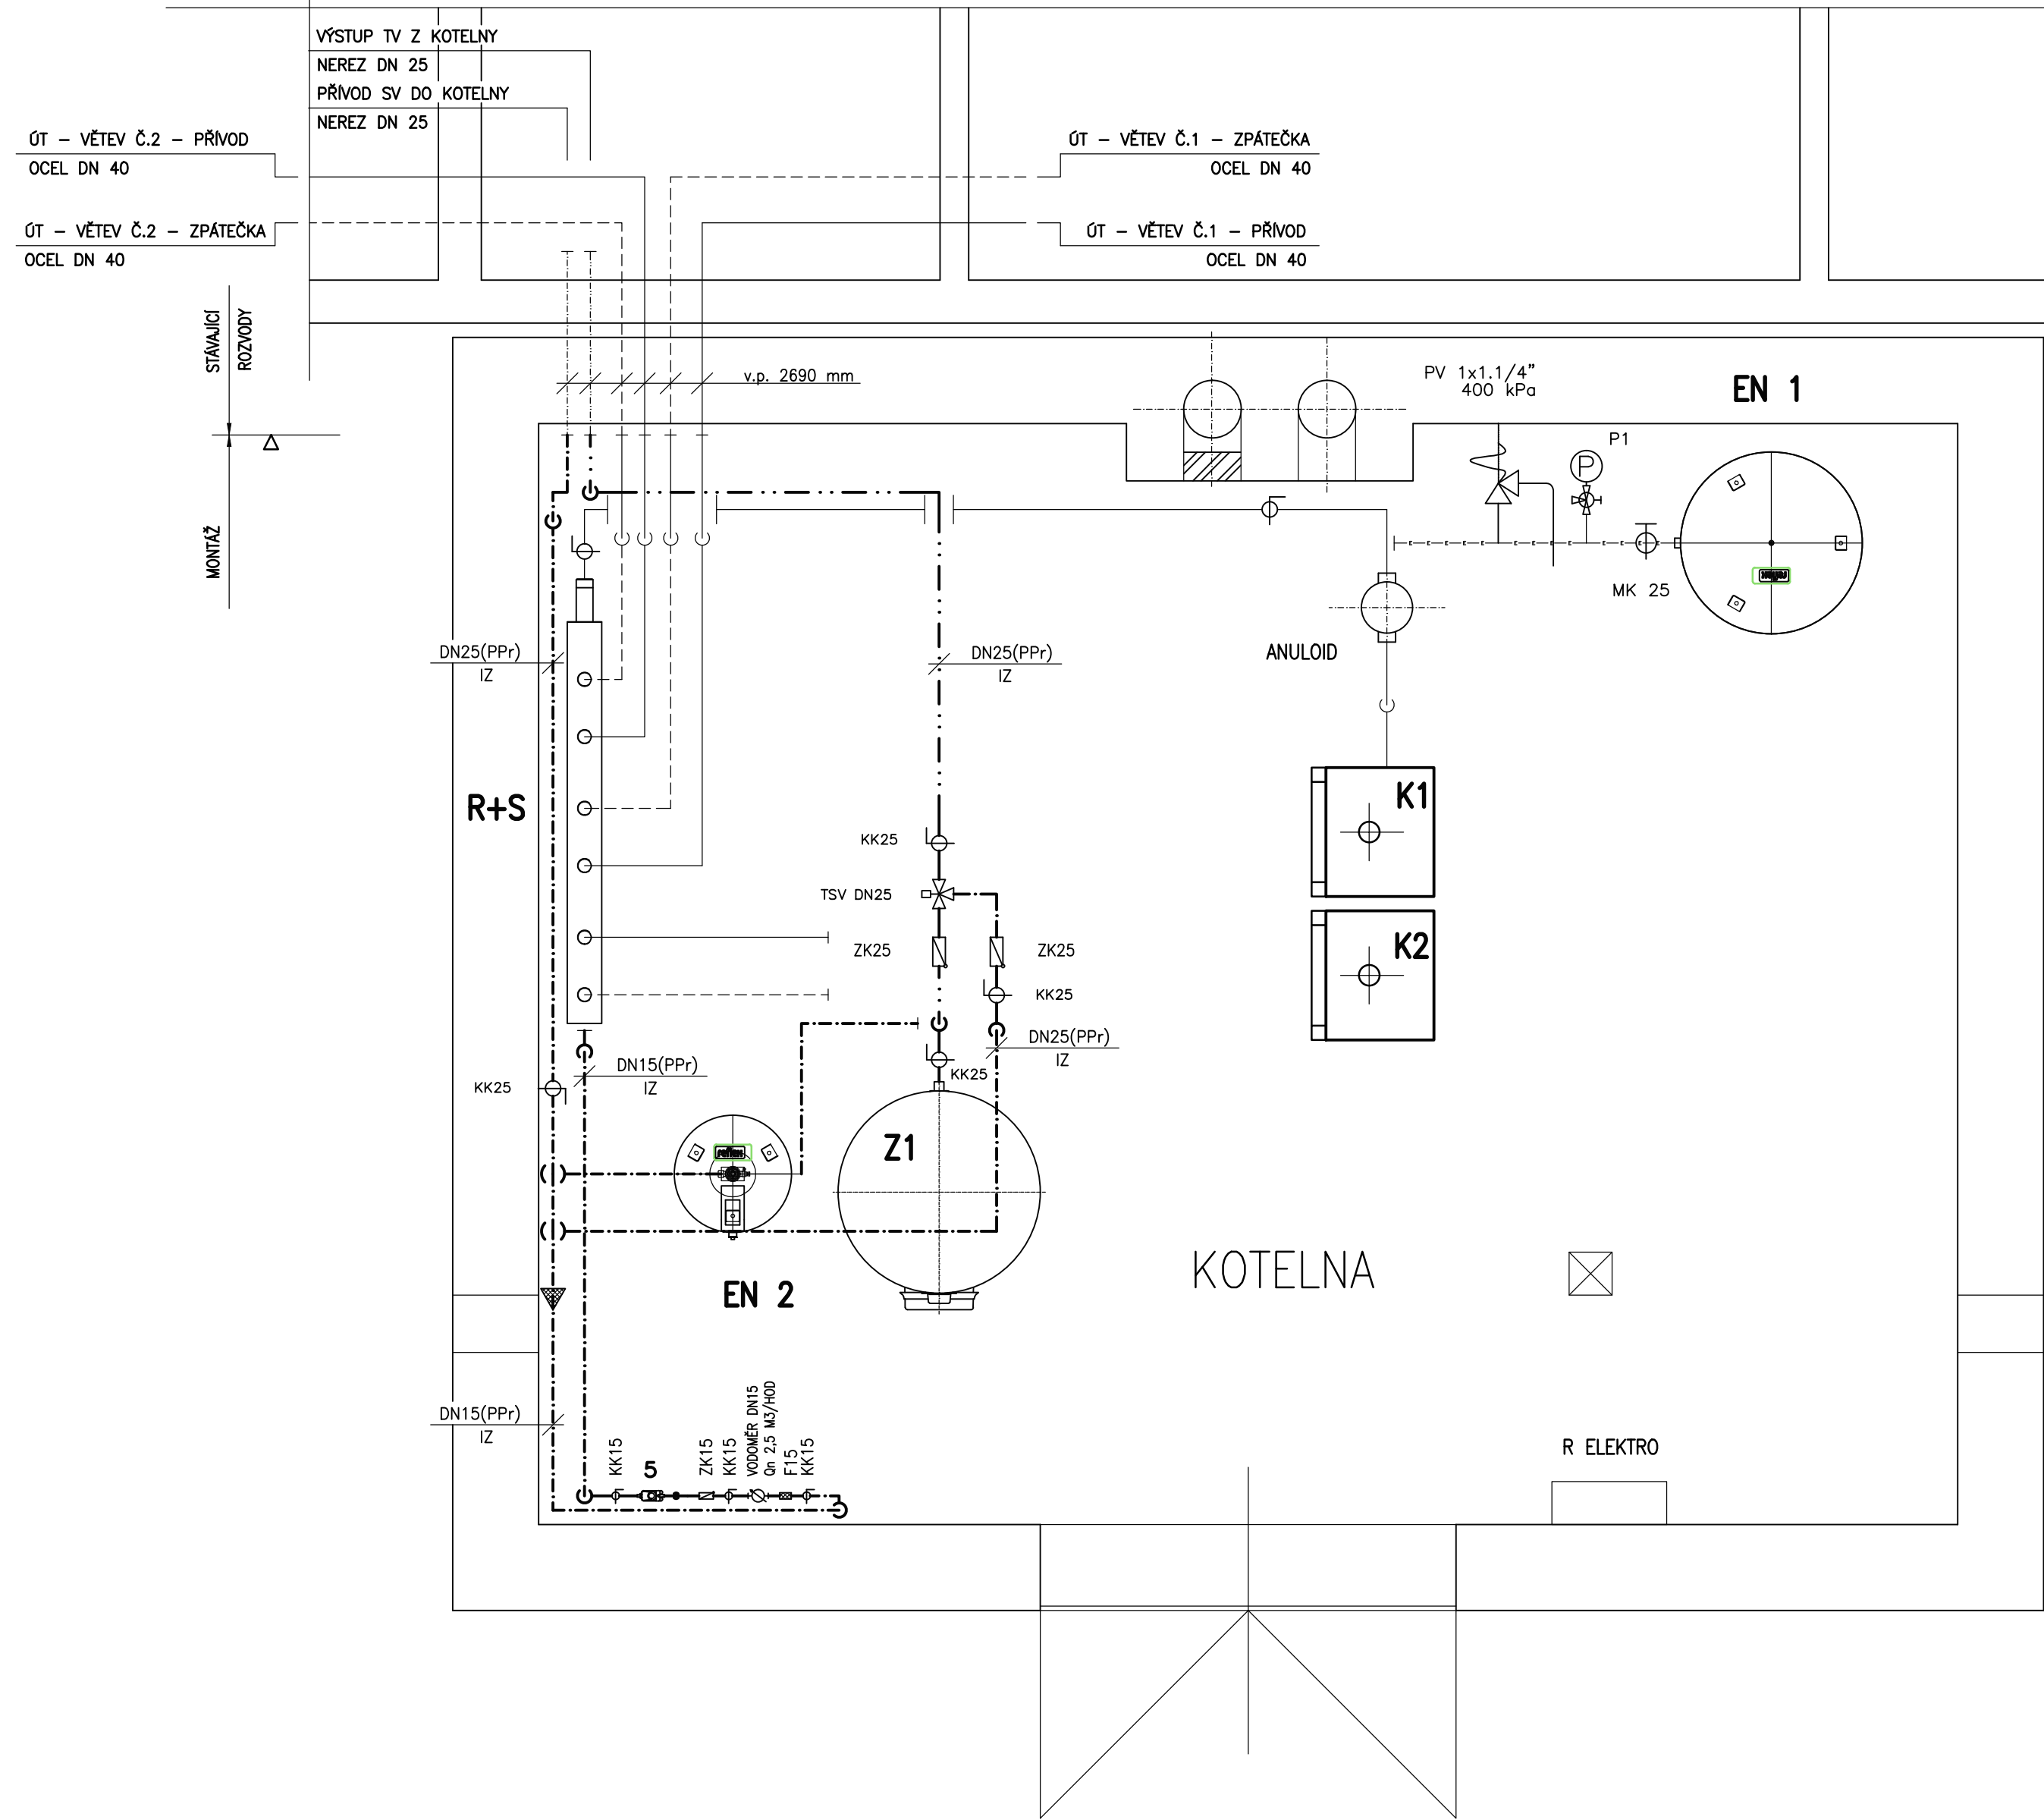 VÝSTUP TV Z KOTELNY
NEREZ DN 25
PŘÍVOD SV DO KOTELNY
NEREZ DN 25
ÚT – VĚTEV Č.2 – PŘÍVOD
OCEL DN 40
ÚT – VĚTEV Č.2 – ZPÁTEČKA
OCEL DN 40
ÚT – VĚTEV Č.1 – ZPÁTEČKA
OCEL DN 40
ÚT – VĚTEV Č.1 – PŘÍVOD
OCEL DN 40
STÁVAJÍCÍ
ROZVODY
MONTÁŽ
v.p. 2690 mm
PV 1x1.1/4"
400 kPa
EN 1
P1
P
MK 25
ANULOID
DN25(PPr)
IZ
DN25(PPr)
IZ
R+S
K1
K2
KK25
TSV DN25
ZK25
ZK25
KK25
DN25(PPr)
IZ
KK25
DN15(PPr)
IZ
KK25
reflex
Z1
EN 2
KOTELNA
DN15(PPr)
IZ
KK15
5
ZK15
KK15
VODOMĚR DN15
Qn 2,5 M3/HOD
F15
KK15
R ELEKTRO